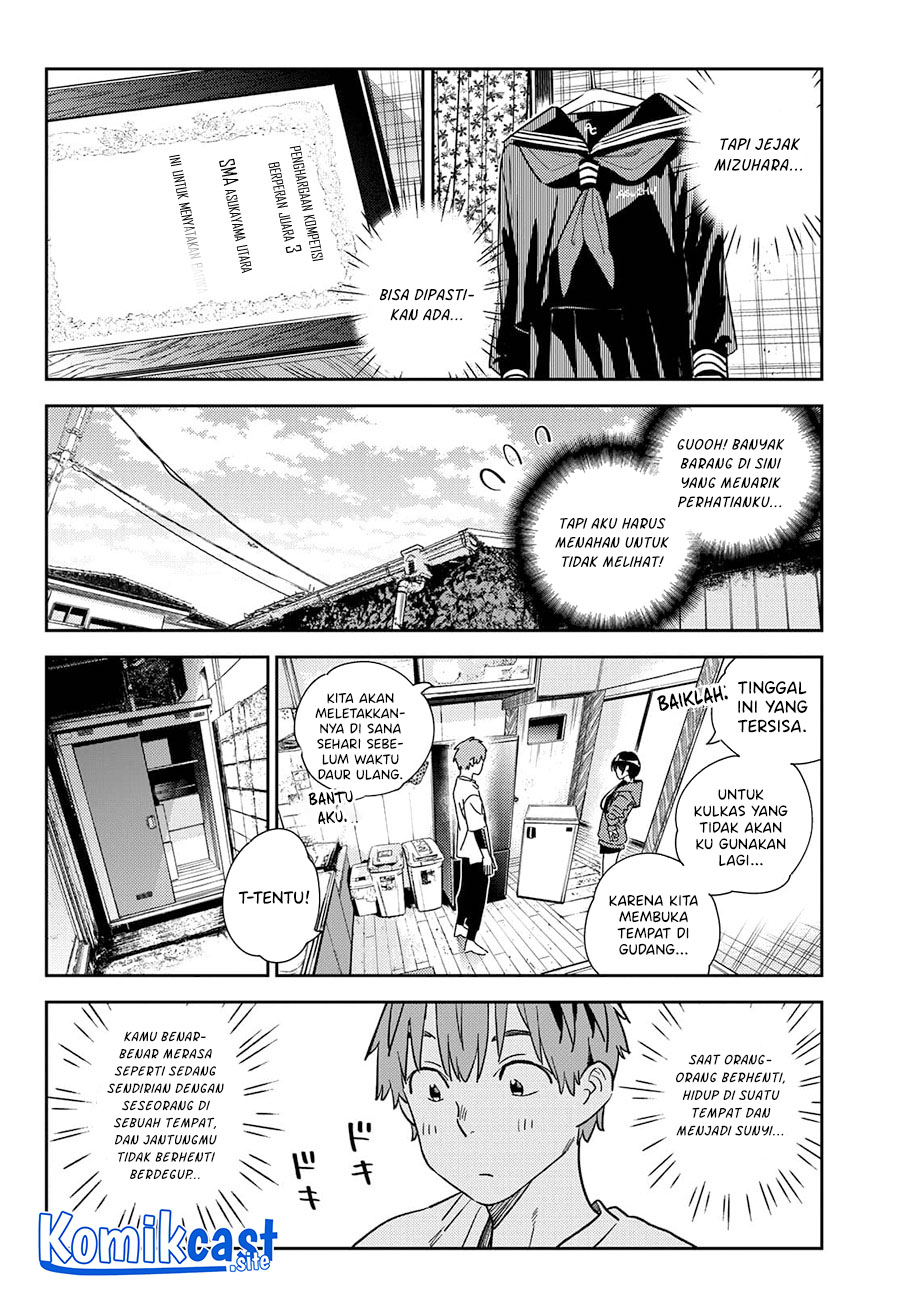 TAPI JEJAK
MIZUHARA...
BISA DIPASTI-
KAN ADA...
PENGHARGAAN KOMPETISI
BERPERAN JUARA 3
SMA ASUKAYAMA UTARA
INI UNTUK MENYATAKAN
GUOOH! BANYAK
BARANG DI SINI
YANG MENARIK
PERHATIANKU...
TAPI AKU HARUS
MENAHAN UNTUK
TIDAK MELIHAT!
BAIKLAH.
TINGGAL
INI YANG
TERSISA.
UNTUK
KULKAS YANG
TIDAK AKAN
KU GUNAKAN
LAGI...
KARENA KITA
MEMBUKA
TEMPAT DI
GUDANG...
KITA AKAN
MELETAKKAN-
NYA DI SANA
SEHARI SEBE-
LUM WAKTU
DAUR ULANG.
BANTU
AKU...
T-TENTU!
SAAT ORANG-
ORANG BERHENTI,
HIDUP DI SUATU
TEMPAT DAN
MENJADI SUNYI...
KAMU BENAR-
BENAR MERASA
SEPERTI SEDANG
SENDIRIAN DENGAN
SESEORANG DI
SEBUAH TEMPAT,
DAN JANTUNGMU
TIDAK BERHENTI
BERDEGUP...
ドキ
ドキ
Komikcast
.site